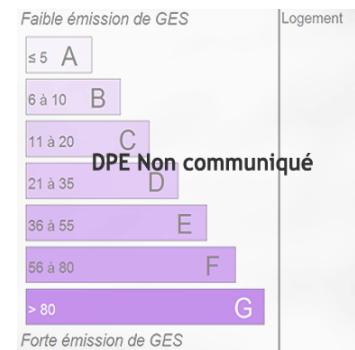 Faible émission de GES
Logement
≤ 5 A
6 à 10 B
11 à 20 C
DPE Non communiqué
21 à 35 D
36 à 55 E
56 à 80 F
> 80 G
Forte émission de GES